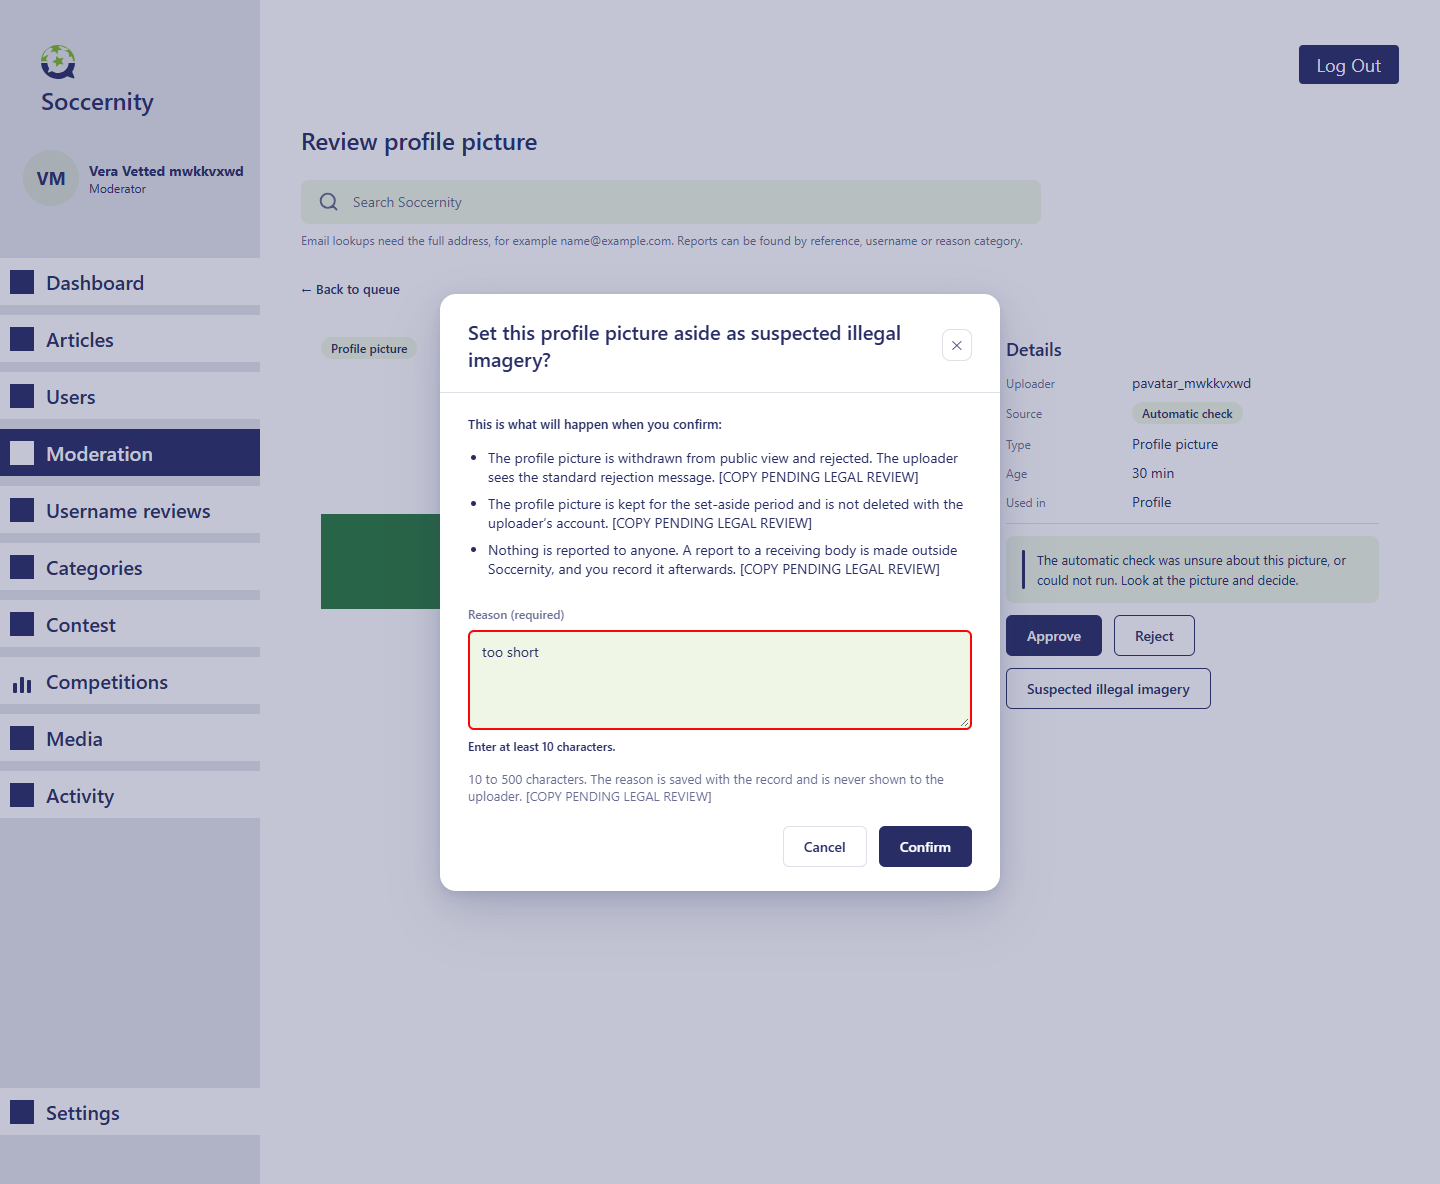 Soccernity
VM
Vera Vetted mwkkvxwd
Moderator
Dashboard
Articles
Users
Moderation
Username reviews
Categories
Contest
Competitions
Media
Activity
Settings
Log Out
Review profile picture
Search Soccernity
Email lookups need the full address, for example name@example.com. Reports can be found by reference, username or reason category.
← Back to queue
Profile picture
Set this profile picture aside as suspected illegal
imagery?
This is what will happen when you confirm:
• The profile picture is withdrawn from public view and rejected. The uploader
sees the standard rejection message. [COPY PENDING LEGAL REVIEW]
• The profile picture is kept for the set-aside period and is not deleted with the
uploader’s account. [COPY PENDING LEGAL REVIEW]
• Nothing is reported to anyone. A report to a receiving body is made outside
Soccernity, and you record it afterwards. [COPY PENDING LEGAL REVIEW]
Reason (required)
too short
Enter at least 10 characters.
10 to 500 characters. The reason is saved with the record and is never shown to the
uploader. [COPY PENDING LEGAL REVIEW]
Cancel
Confirm
Details
Uploader pavatar_mwkkvxwd
Source Automatic check
Type Profile picture
Age 30 min
Used in Profile
The automatic check was unsure about this picture, or
could not run. Look at the picture and decide.
Approve
Reject
Suspected illegal imagery